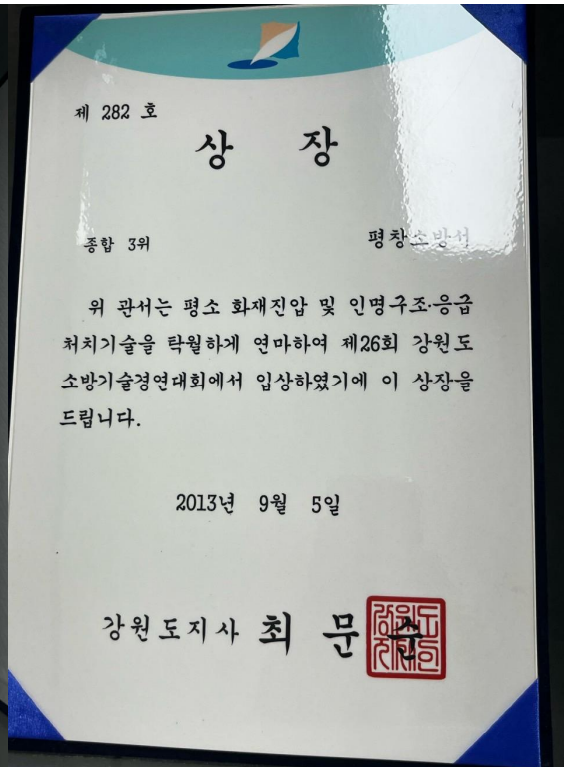 제 282 호
상 장
종합 3위
평창소방서
위 관서는 평소 화재진압 및 인명구조·응급
처치기술을 탁월하게 연마하여 제26회 강원도
소방기술경연대회에서 입상하였기에 이 상장을
드립니다.
2013년 9월 5일
강원도지사 최 문 순